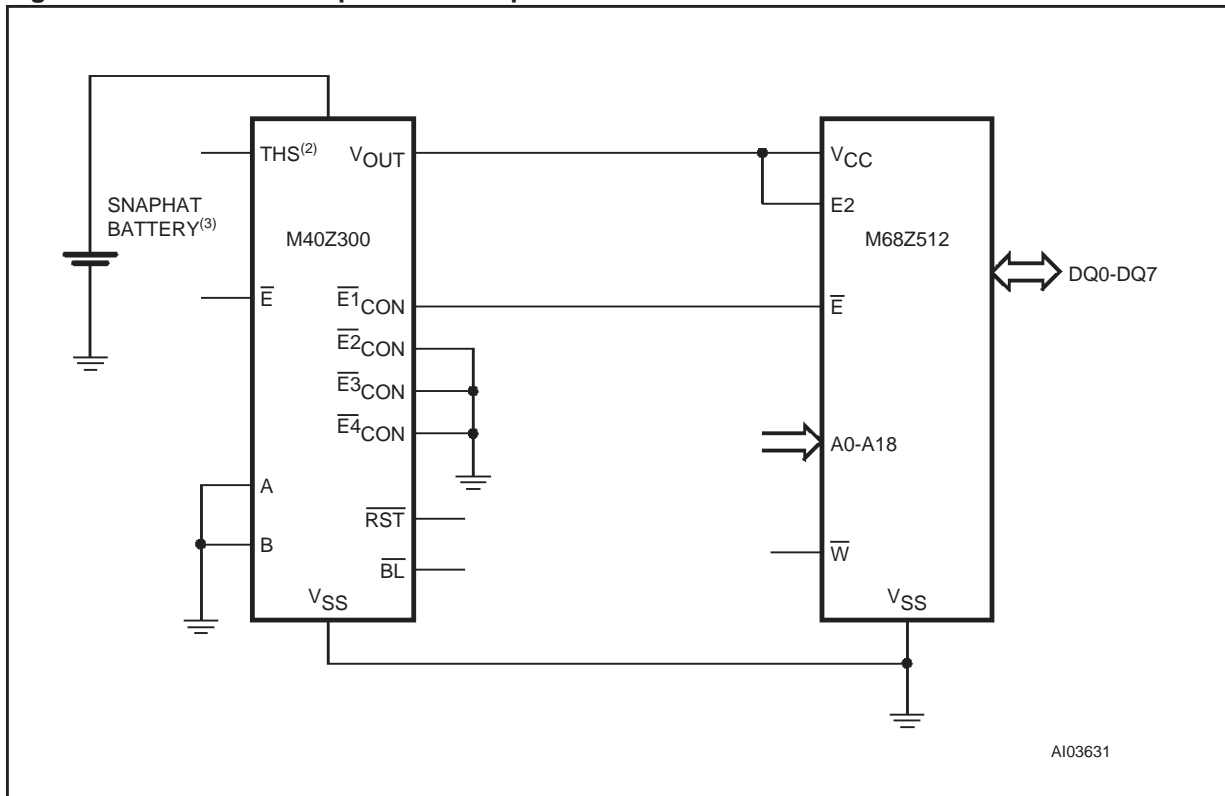 THS(2)
VOUT
VCC
SNAPHAT
BATTERY(3)
E2
M40Z300
M68Z512
DQ0-DQ7
E
E1CON
E
E2CON
E3CON
E4CON
A0-A18
A
RST
B
W
BL
VSS
VSS
AI03631